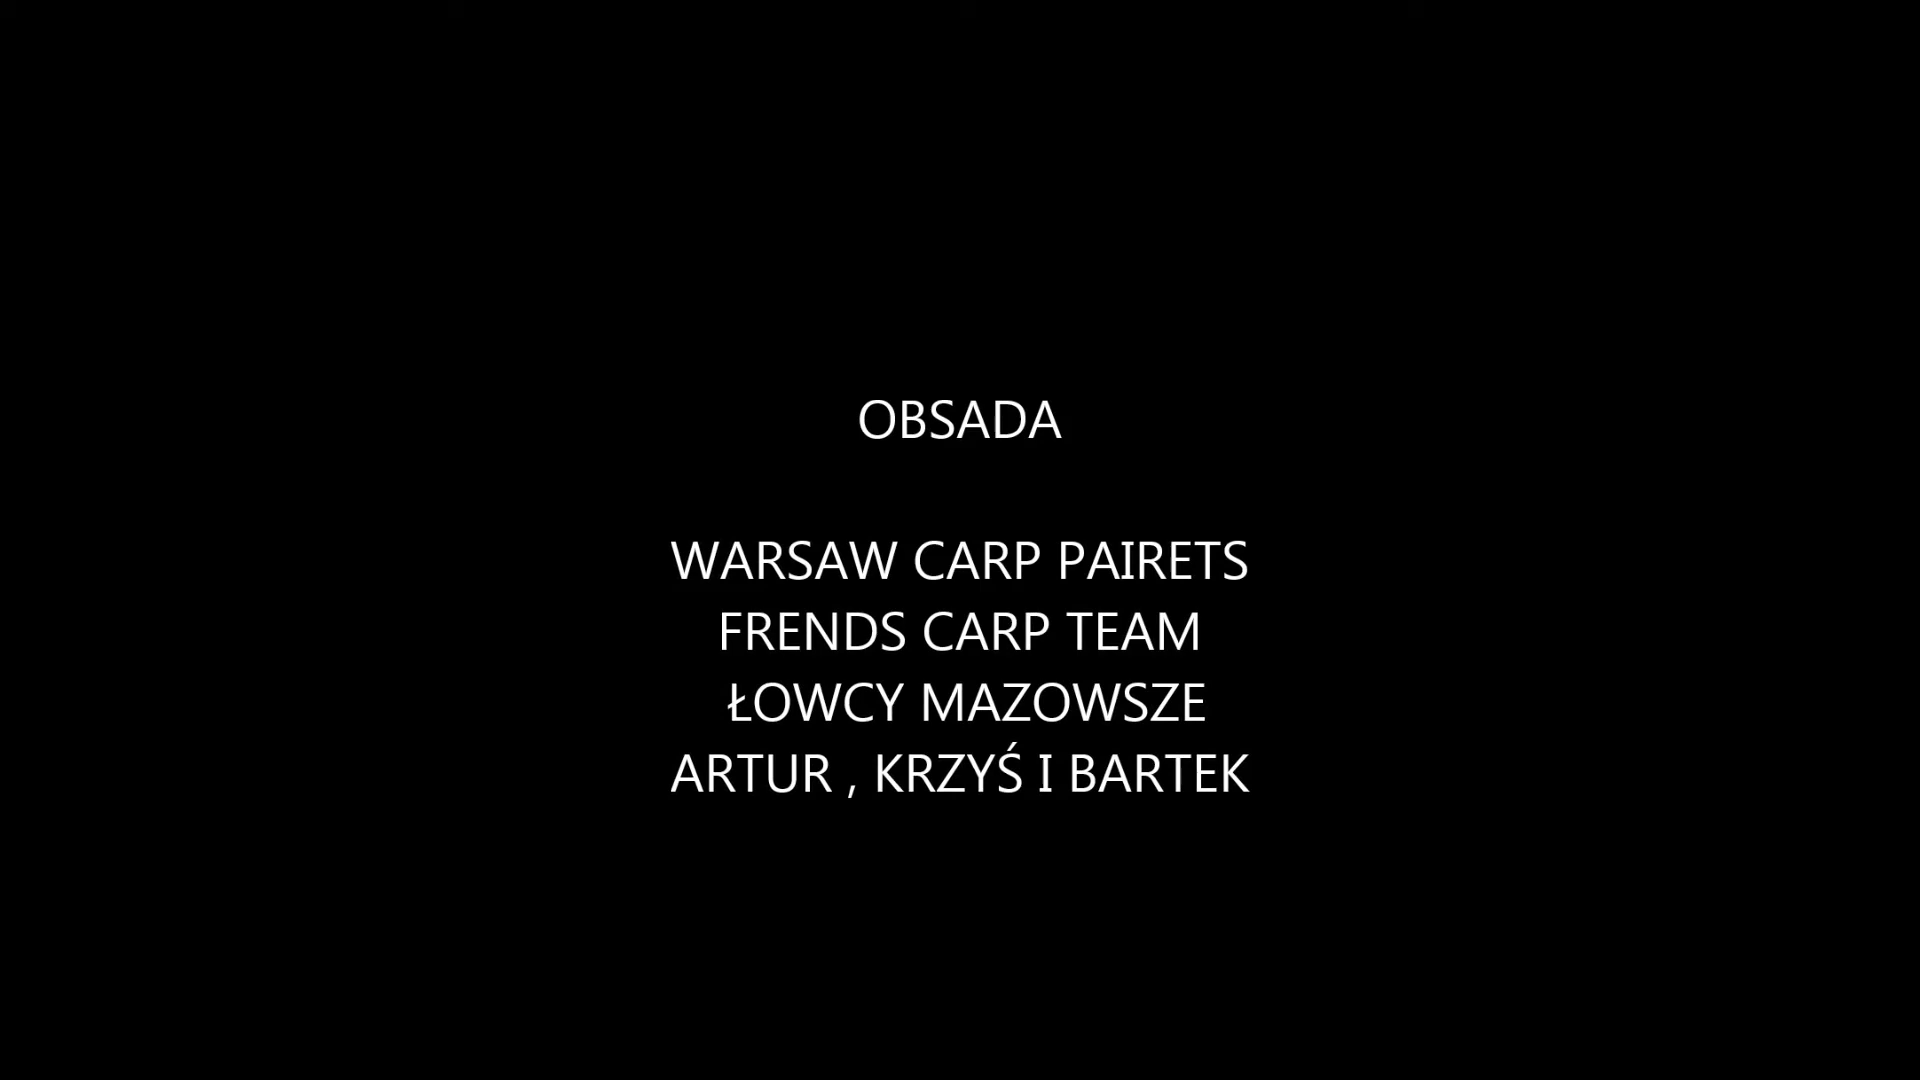 OBSADA
WARSAW CARP PAIRETS
FRENDS CARP TEAM
ŁOWCY MAZOWSZE
ARTUR , KRZYŚ I BARTEK